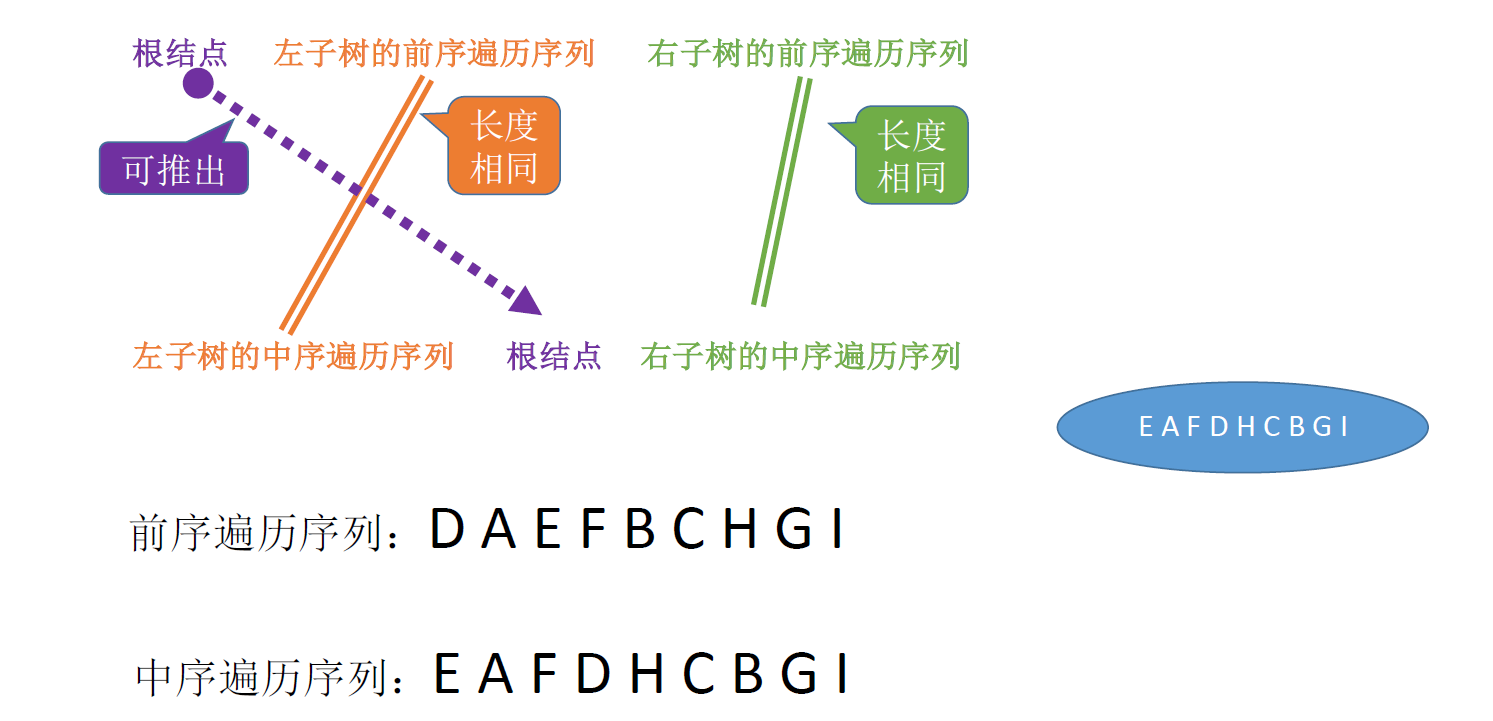 根结点 左子树的前序遍历序列 右子树的前序遍历序列
可推出
长度
相同
长度
相同
左子树的中序遍历序列 根结点 右子树的中序遍历序列
E A F D H C B G I
前序遍历序列：D A E F B C H G I
中序遍历序列：E A F D H C B G I